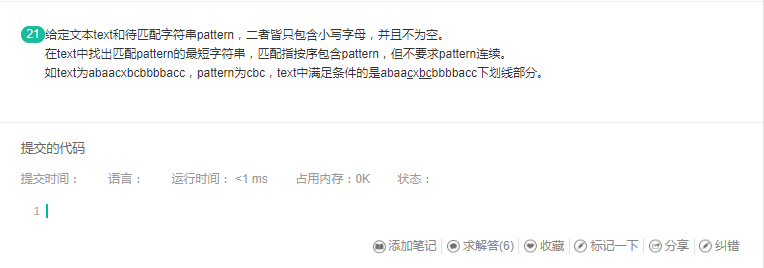 21 给定文本text和待匹配字符串pattern，二者皆只包含小写字母，并且不为空。
在text中找出匹配pattern的最短字符串，匹配指按序包含pattern，但不要求pattern连续。
如text为abaacxbcbbbbacc，pattern为cbc，text中满足条件的是abaacxbcbbbbacc下划线部分。
提交的代码
提交时间： 语言： 运行时间： <1 ms 占用内存：0K 状态：
1
添加笔记 求解答(6) 收藏 标记一下 分享 纠错